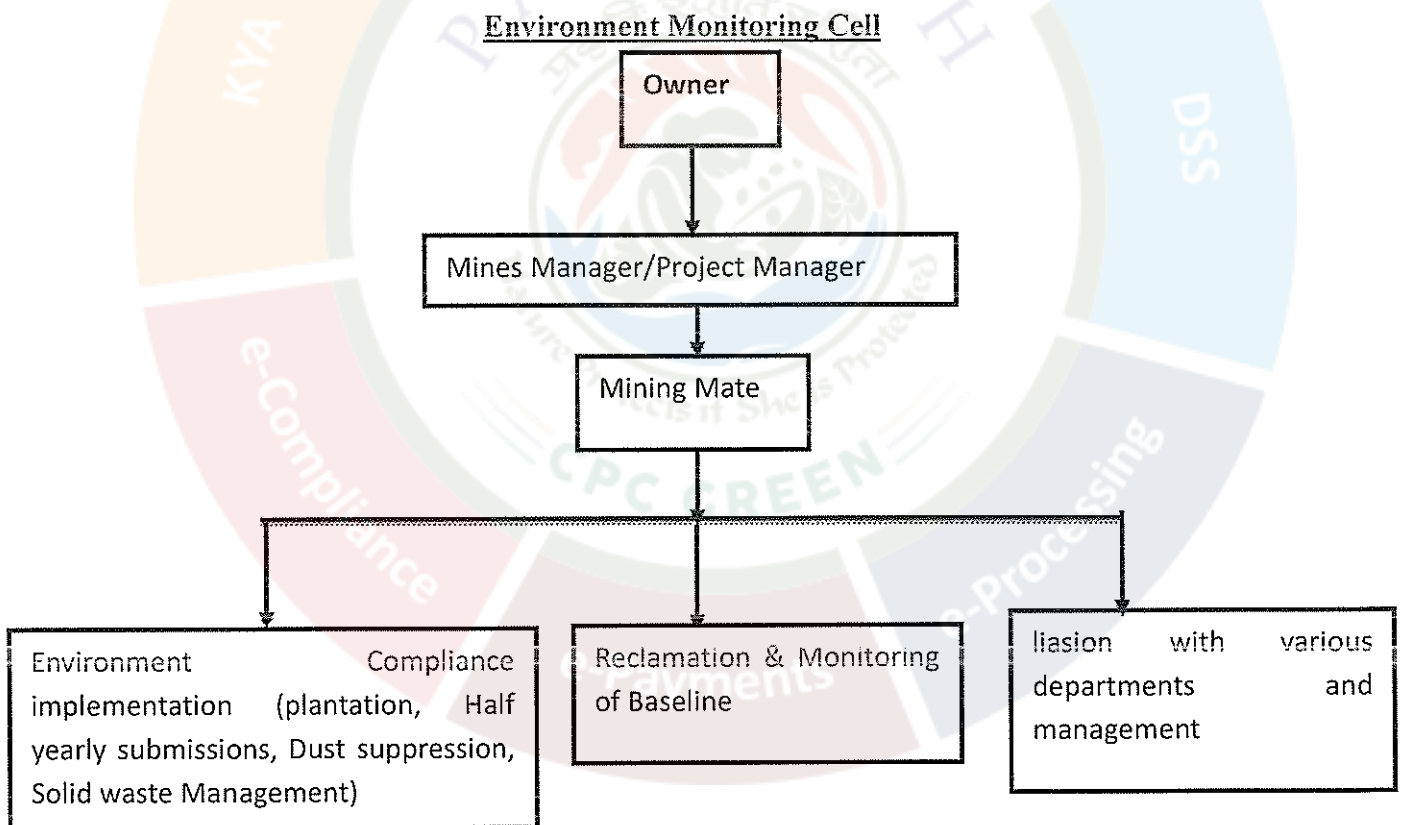 Environment Monitoring Cell
Owner
Mines Manager/Project Manager
Mining Mate
Environment Compliance
implementation (plantation, Half
yearly submissions, Dust suppression,
Solid waste Management)
Reclamation & Monitoring
of Baseline
liasion with various
departments and
management
KYA
DSS
e-Compliance
e-Payments
e-Processing
CPC GREEN